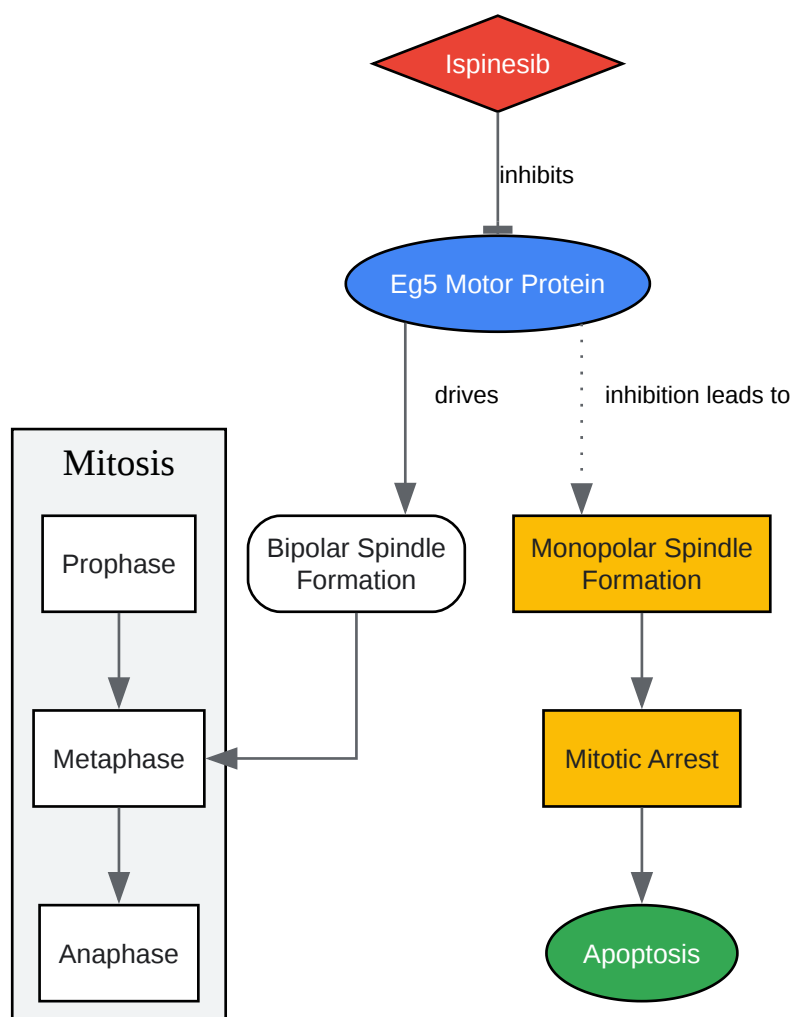 Ispinesib
inhibits
Eg5 Motor Protein
drives
inhibition leads to
Mitosis
Prophase
Bipolar Spindle
Formation
Monopolar Spindle
Formation
Metaphase
Mitotic Arrest
Anaphase
Apoptosis